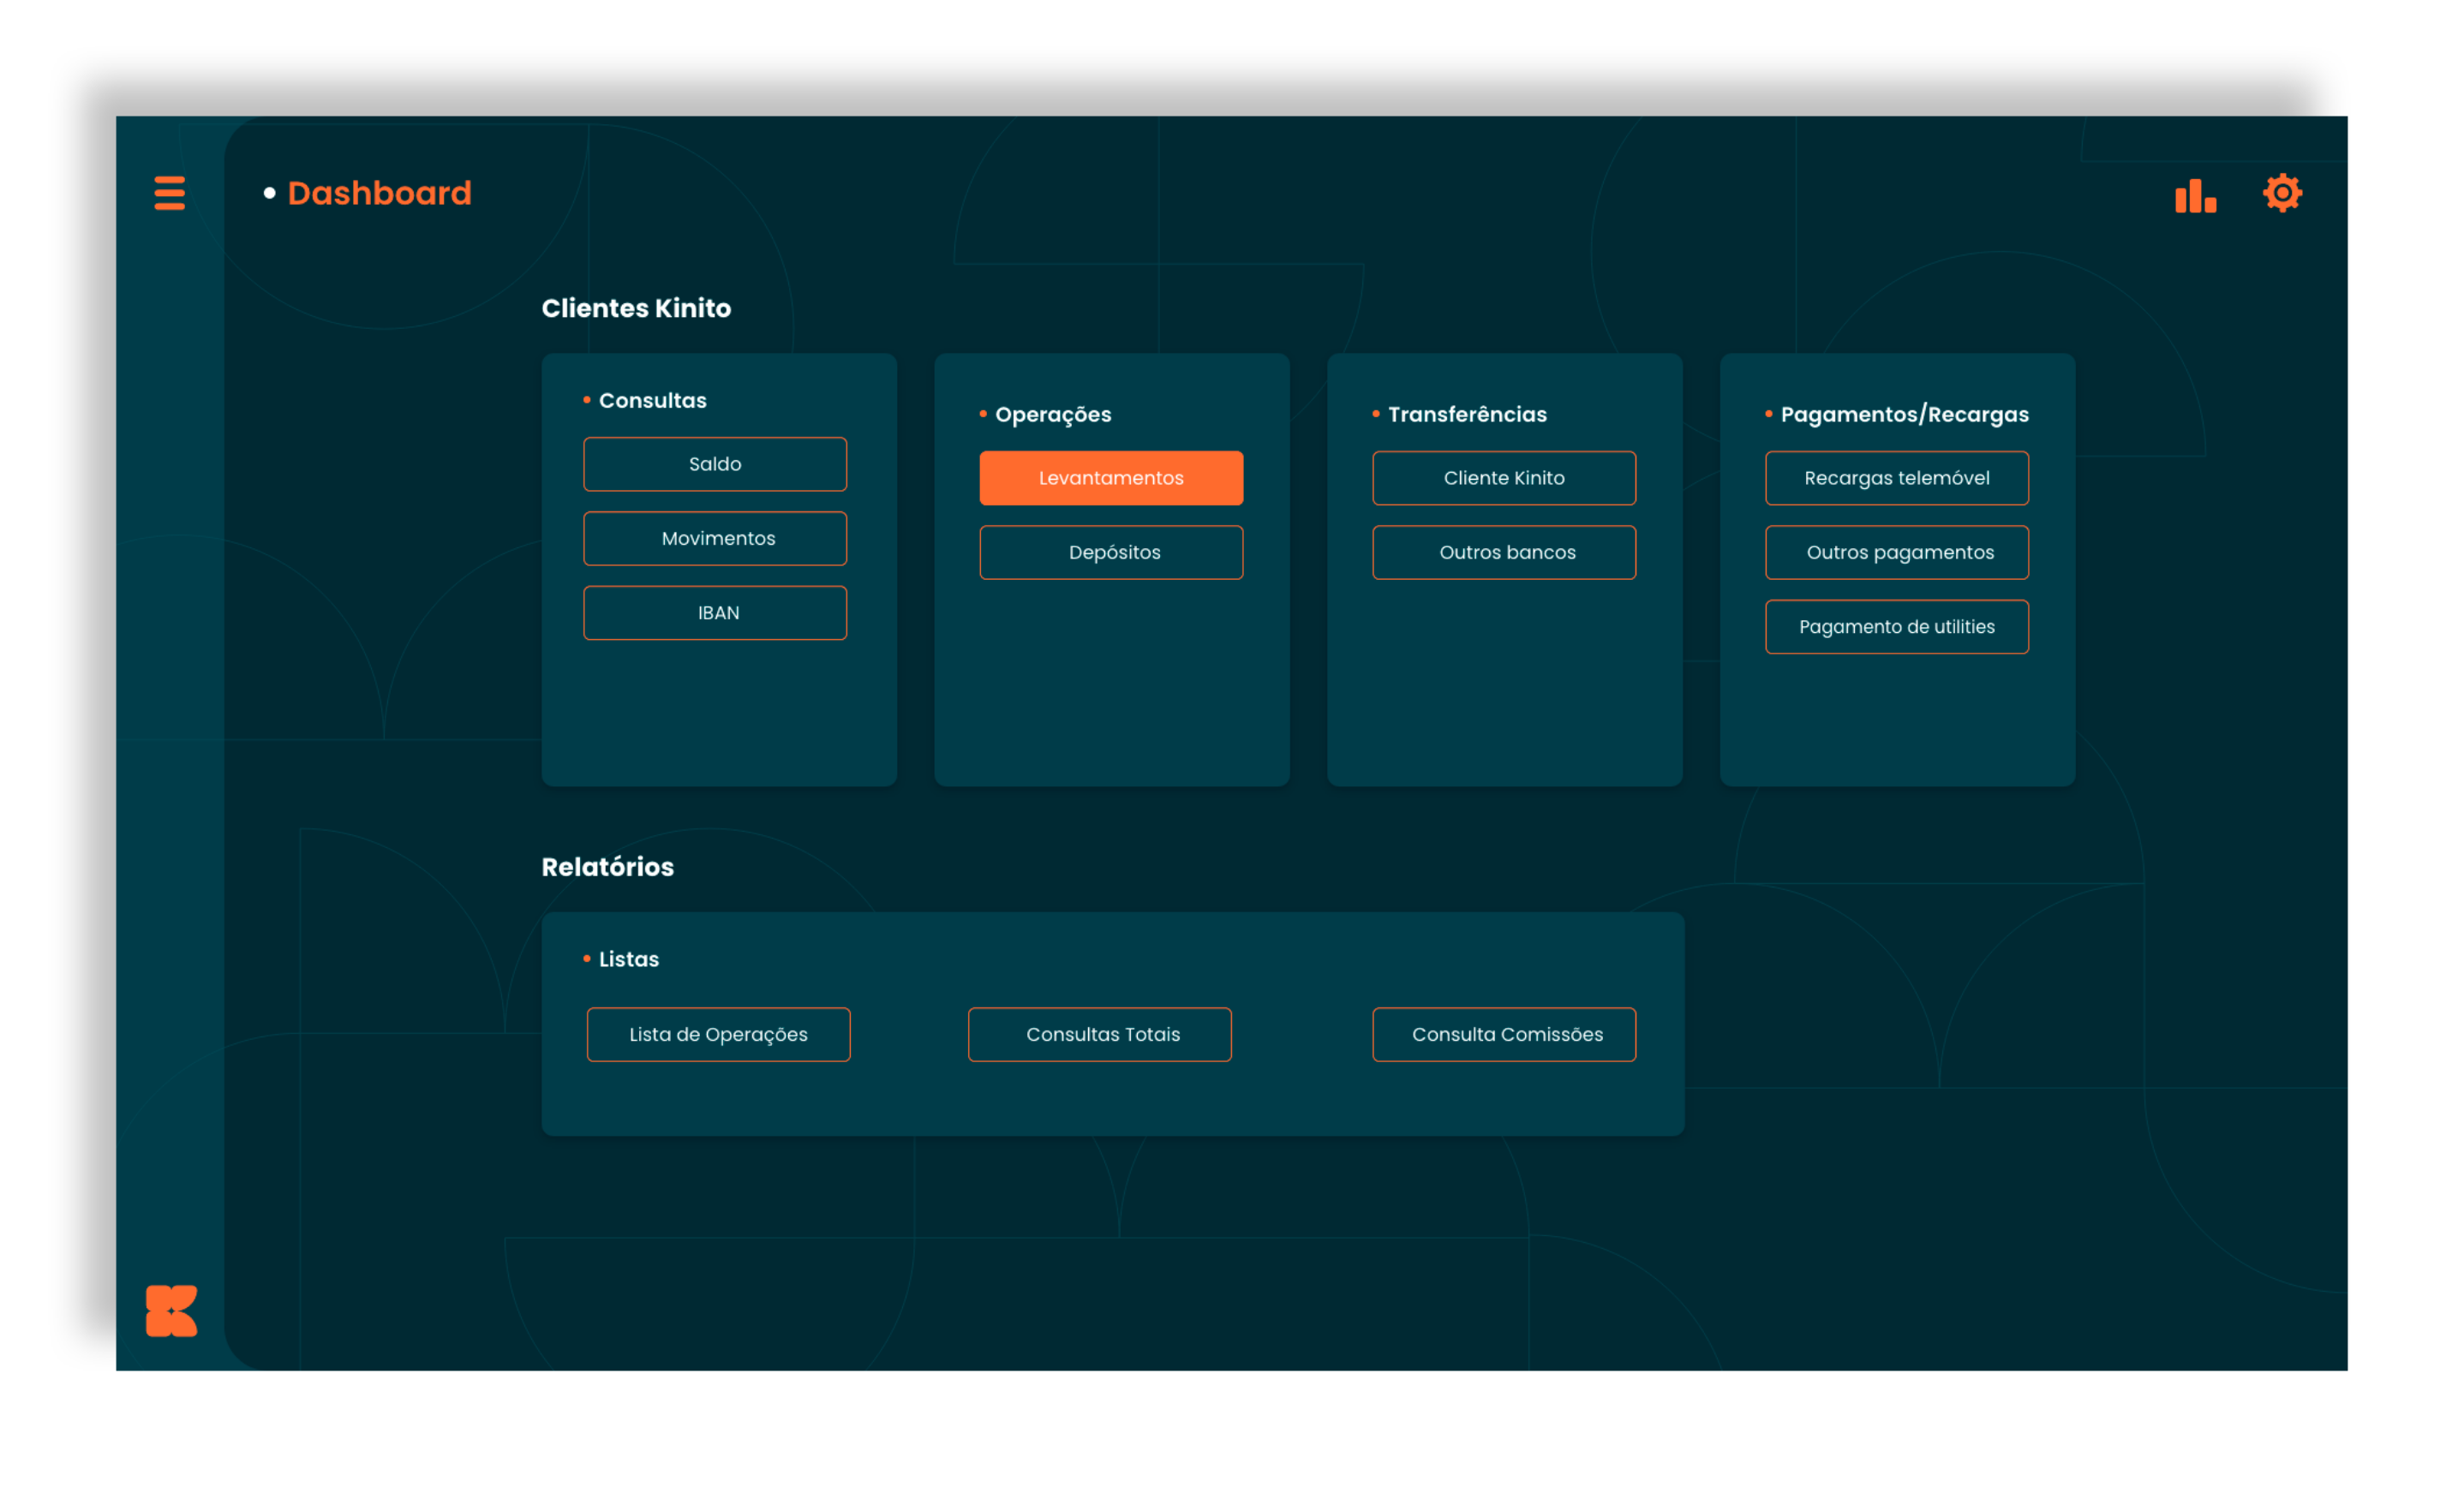 Dashboard
Clientes Kinito
Consultas
Saldo
Movimentos
IBAN
Operações
Levantamentos
Depósitos
Transferências
Cliente Kinito
Outros bancos
Pagamentos/Recargas
Recargas telemóvel
Outros pagamentos
Pagamento de utilities
Relatórios
Listas
Lista de Operações
Consultas Totais
Consulta Comissões